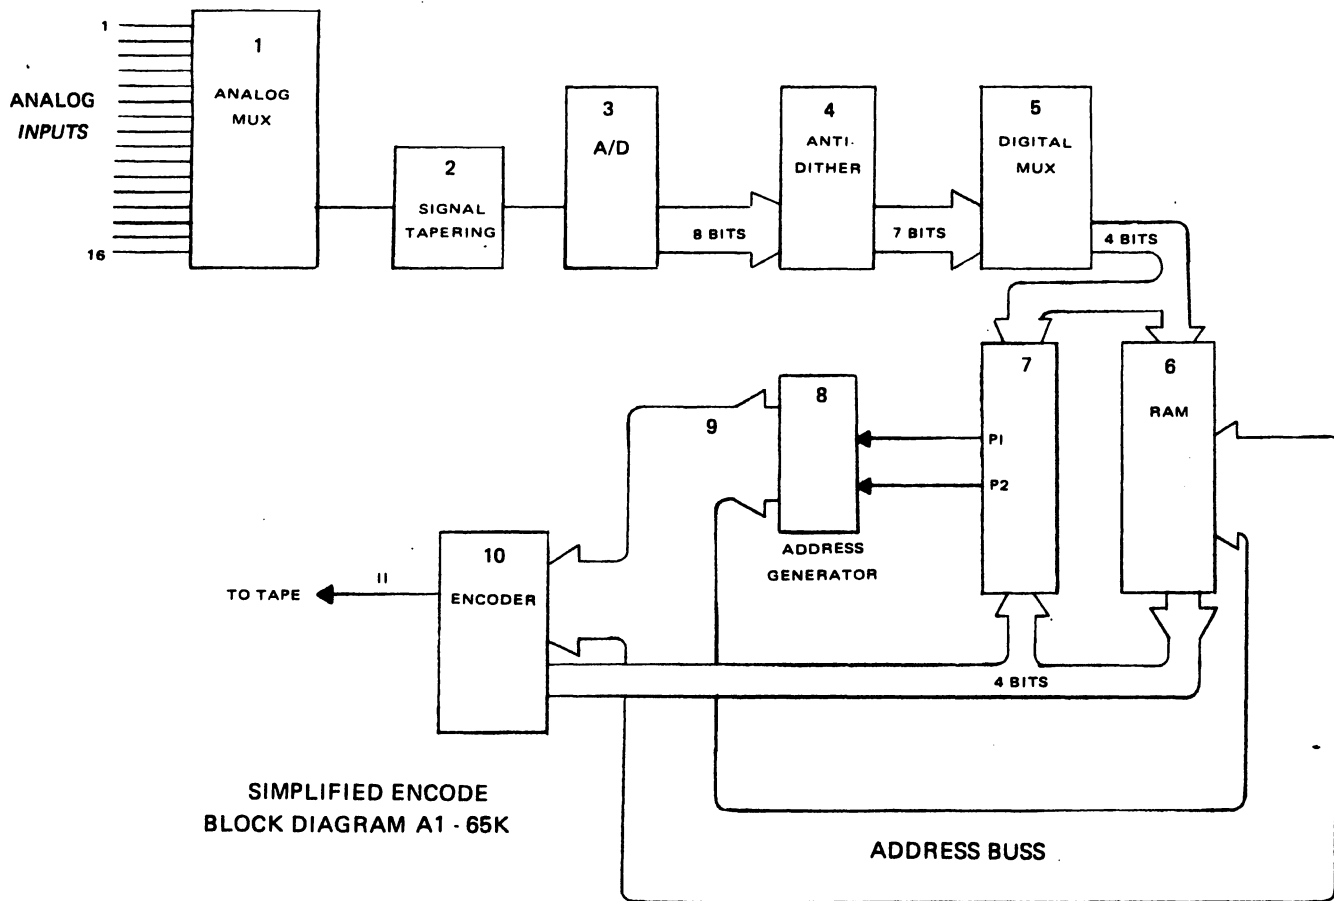 1
ANALOG
INPUTS
16
1
ANALOG
MUX
2
SIGNAL
TAPERING
3
A/D
8 BITS
4
ANTI-
DITHER
7 BITS
5
DIGITAL
MUX
4 BITS
7
P1
P2
6
RAM
8
ADDRESS
GENERATOR
9
10
ENCODER
11
TO TAPE
4 BITS
SIMPLIFIED ENCODE
BLOCK DIAGRAM A1 - 65K
ADDRESS BUSS